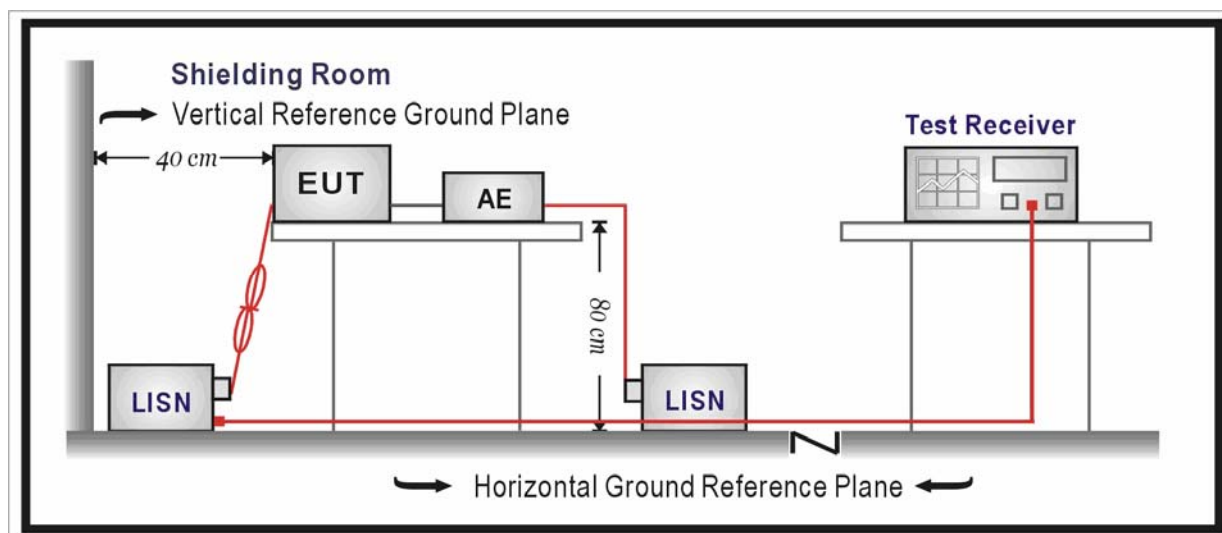 Shielding Room
Vertical Reference Ground Plane
Test Receiver
40 cm
EUT
AE
80 cm
LISN
LISN
Horizontal Ground Reference Plane